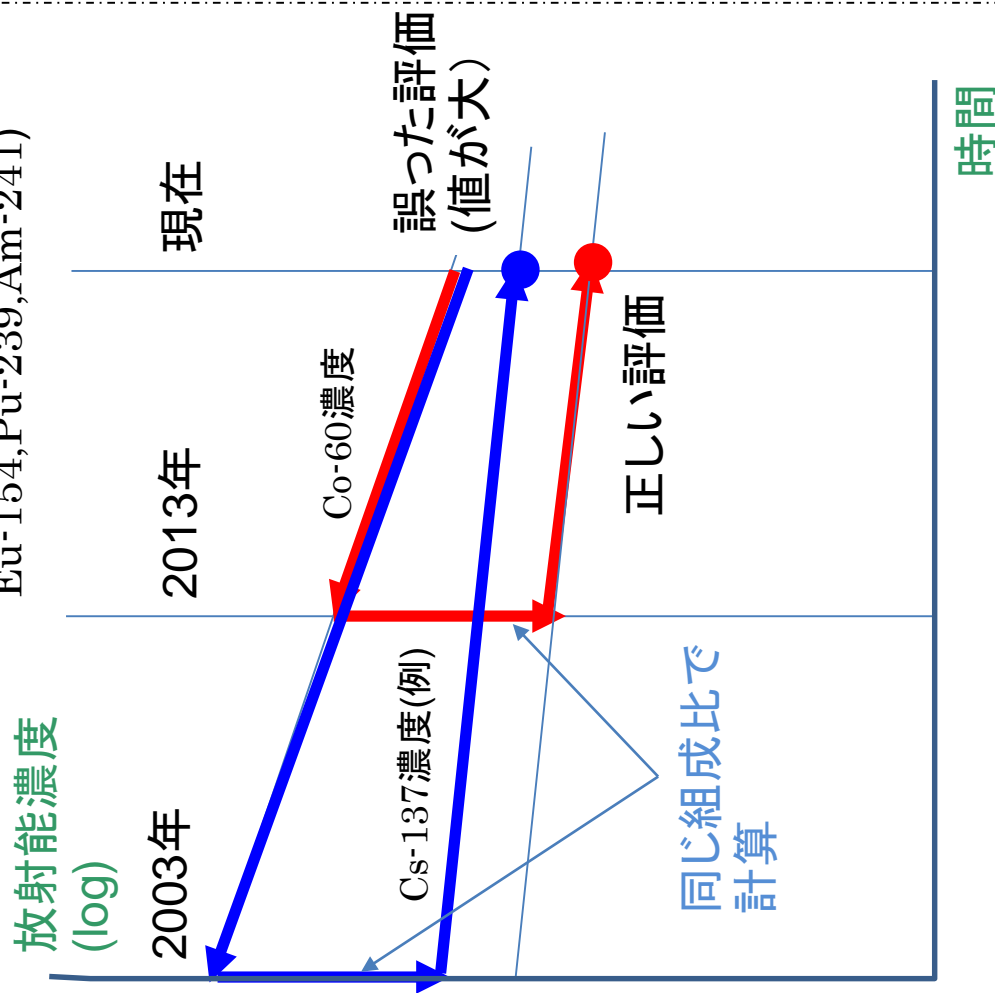 Eu-154,Pu-239,Am-241)
放射能濃度
(log)
2003年
2013年
現在
Co-60濃度
誤った評価
(値が大)
Cs-137濃度(例)
正しい評価
同じ組成比で
計算
時間